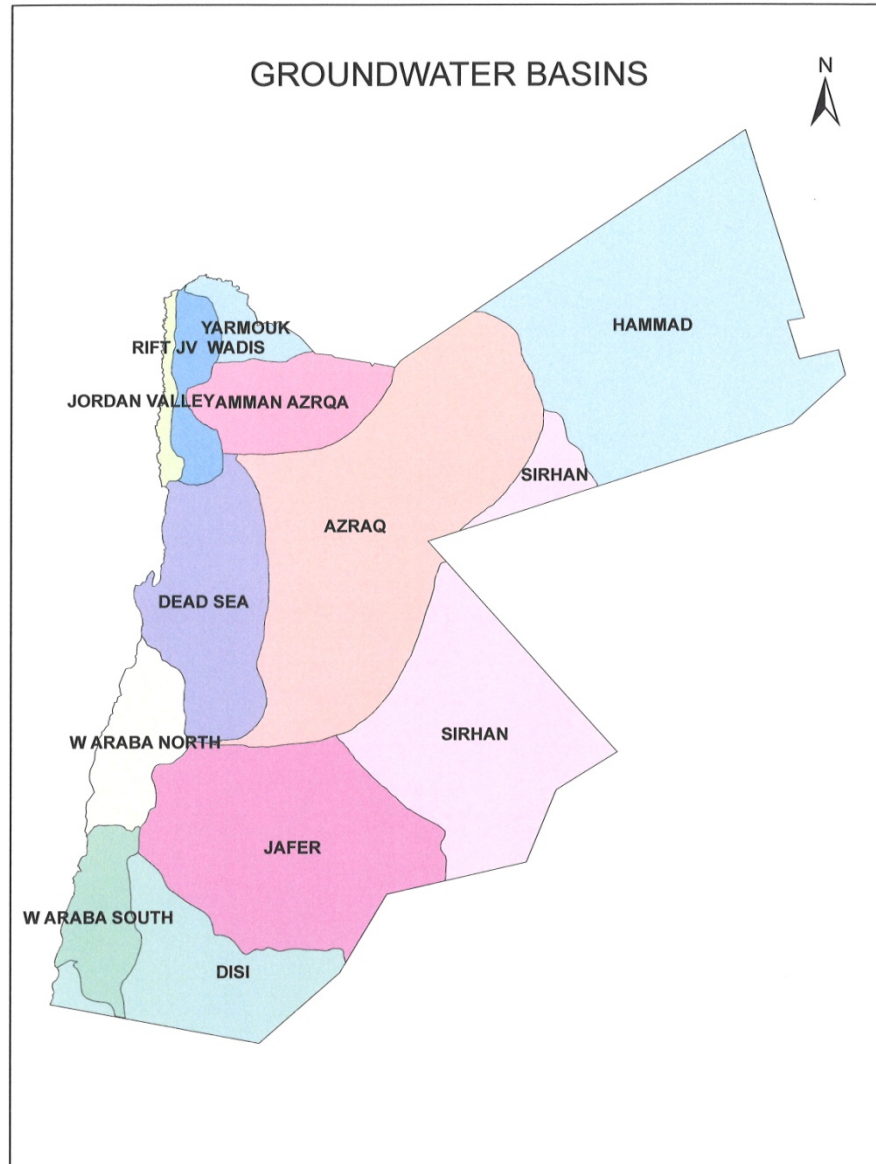 GROUNDWATER BASINS
N
HAMMAD
YARMOUK
RIFT JV WADIS
JORDAN VALLEY
AMMAN AZRQA
SIRHAN
AZRAQ
DEAD SEA
SIRHAN
W ARABA NORTH
JAFER
W ARABA SOUTH
DISI